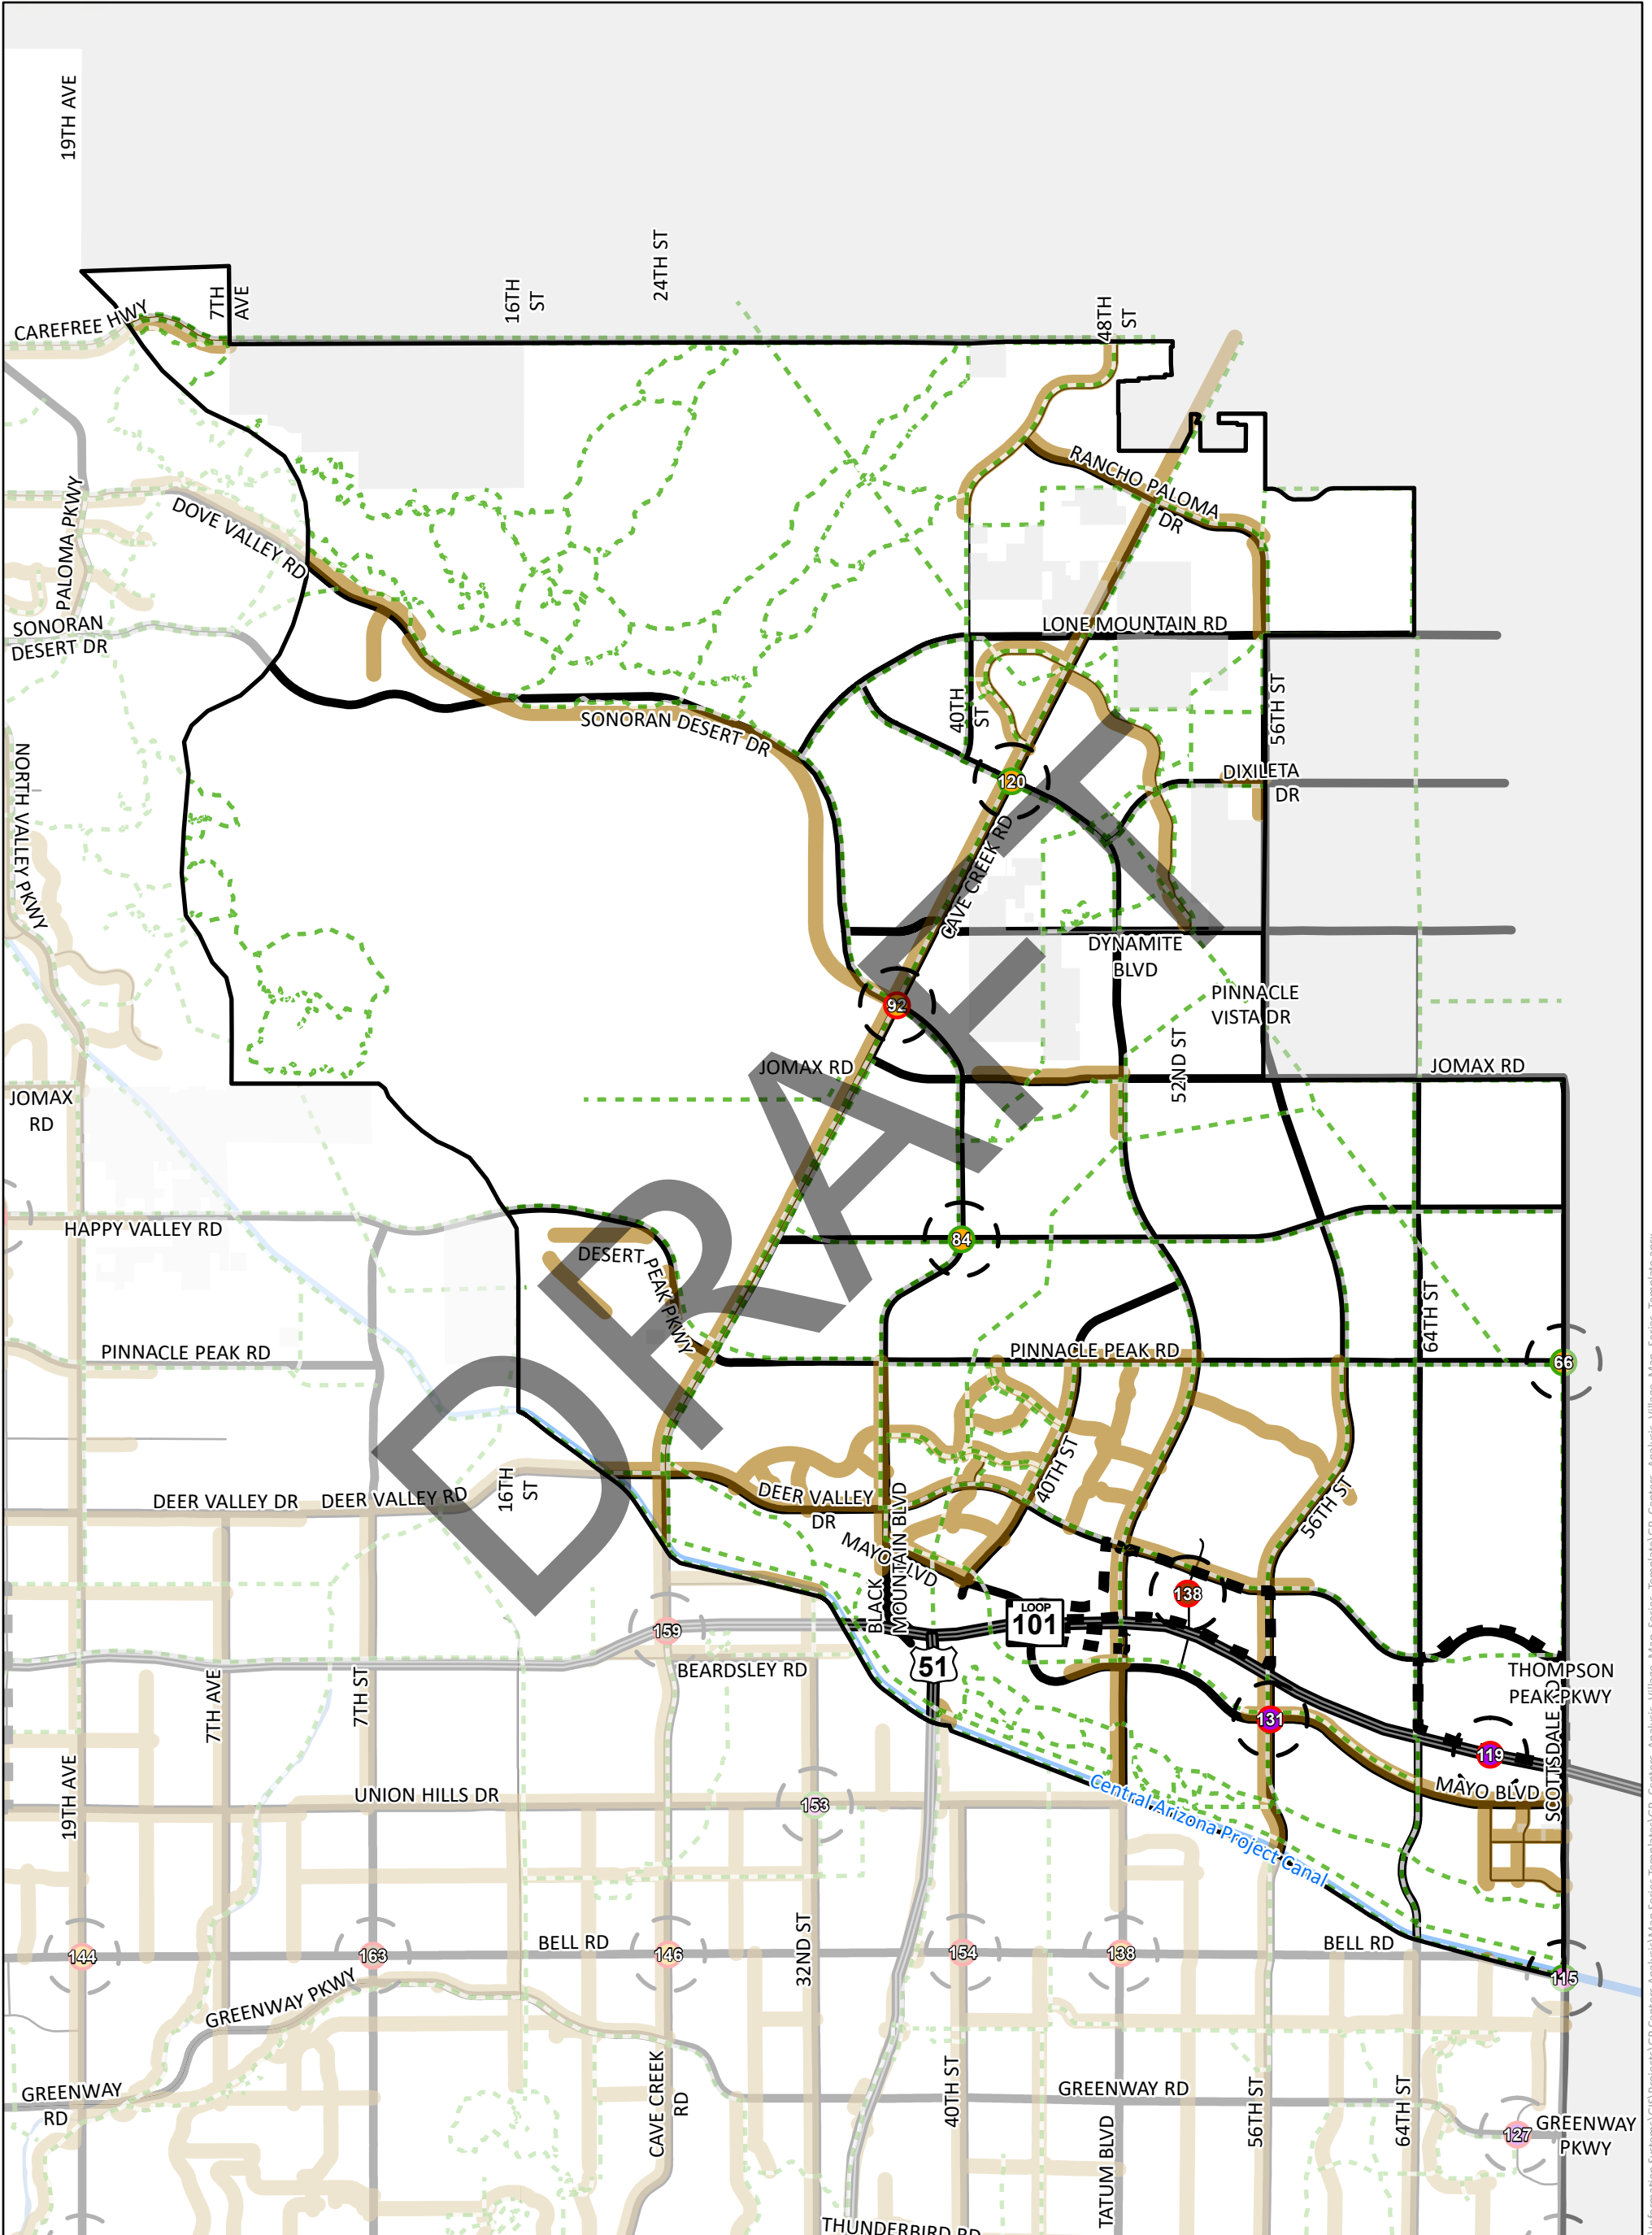 19TH AVE
24TH ST
16TH
ST
7TH
AVE
48TH
ST
CAREFREE HWY
RANCHO PALOMA
DR
PALOMA PKWY
DOVE VALLEY RD
SONORAN
DESERT DR
LONE MOUNTAIN RD
40TH
ST
56TH ST
SONORAN DESERT DR
NORTH VALLEY PKWY
DIXILETA
DR
120
CAVE CREEK RD
DYNAMITE
BLVD
PINNACLE
VISTA DR
92
52ND ST
JOMAX RD
JOMAX RD
JOMAX
RD
DRAFT
HAPPY VALLEY RD
84
DESERT
PEAK PKWY
64TH ST
PINNACLE PEAK RD
PINNACLE PEAK RD
66
16TH
ST
40TH ST
DEER VALLEY DR
DEER VALLEY RD
DEER VALLEY
DR
56TH ST
MAYO BLVD
BLACK
MOUNTAIN BLVD
138
LOOP
101
159
51
BEARDSLEY RD
THOMPSON
PEAK PKWY
7TH AVE
7TH ST
131
119
SCOTTSDALE RD
MAYO BLVD
19TH AVE
UNION HILLS DR
153
Central Arizona Project Canal
144
163
BELL RD
146
32ND ST
154
138
BELL RD
115
GREENWAY PKWY
GREENWAY
RD
CAVE CREEK
RD
40TH ST
GREENWAY RD
TATUM BLVD
56TH ST
64TH ST
127
GREENWAY
PKWY
THUNDERBIRD RD